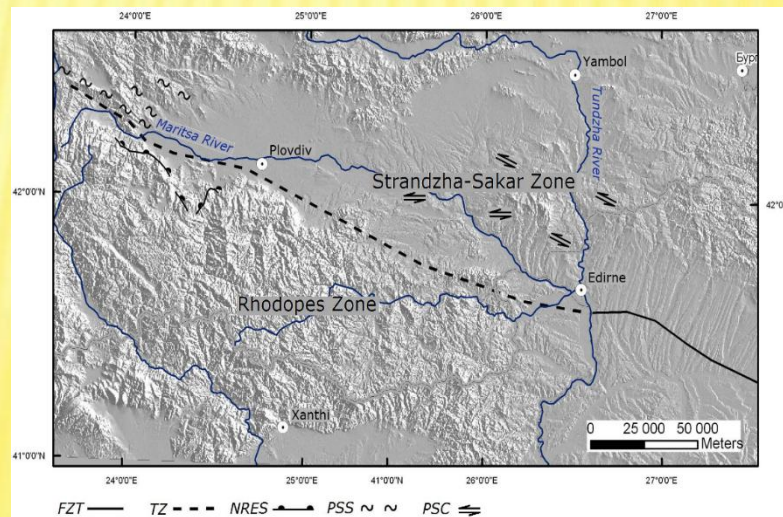 24°0'0"E 25°0'0"E 26°0'0"E 27°0'0"E
Yambol
Бург
Maritsa River
Tundzha River
Plovdiv
42°0'0"N
Strandzha-Sakar Zone
42°0'
Edirne
Rhodopes Zone
Xanthi
0 25 000 50 000
Meters
41°0'0"N
24°0'0"E 25°0'0"E 41°0'0"N 26°0'0"E 27°0'0"E
FZT TZ NRES PSS PSC